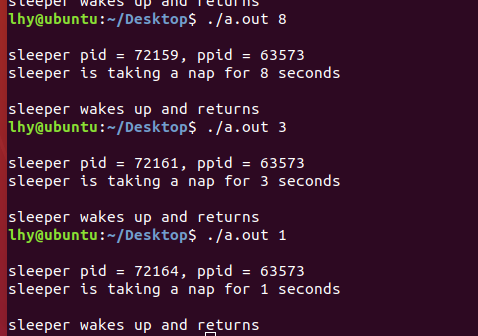 sleeper wakes up and returns
lhy@ubuntu:~/Desktop$ ./a.out 8
sleeper pid = 72159, ppid = 63573
sleeper is taking a nap for 8 seconds
sleeper wakes up and returns
lhy@ubuntu:~/Desktop$ ./a.out 3
sleeper pid = 72161, ppid = 63573
sleeper is taking a nap for 3 seconds
sleeper wakes up and returns
lhy@ubuntu:~/Desktop$ ./a.out 1
sleeper pid = 72164, ppid = 63573
sleeper is taking a nap for 1 seconds
sleeper wakes up and returns